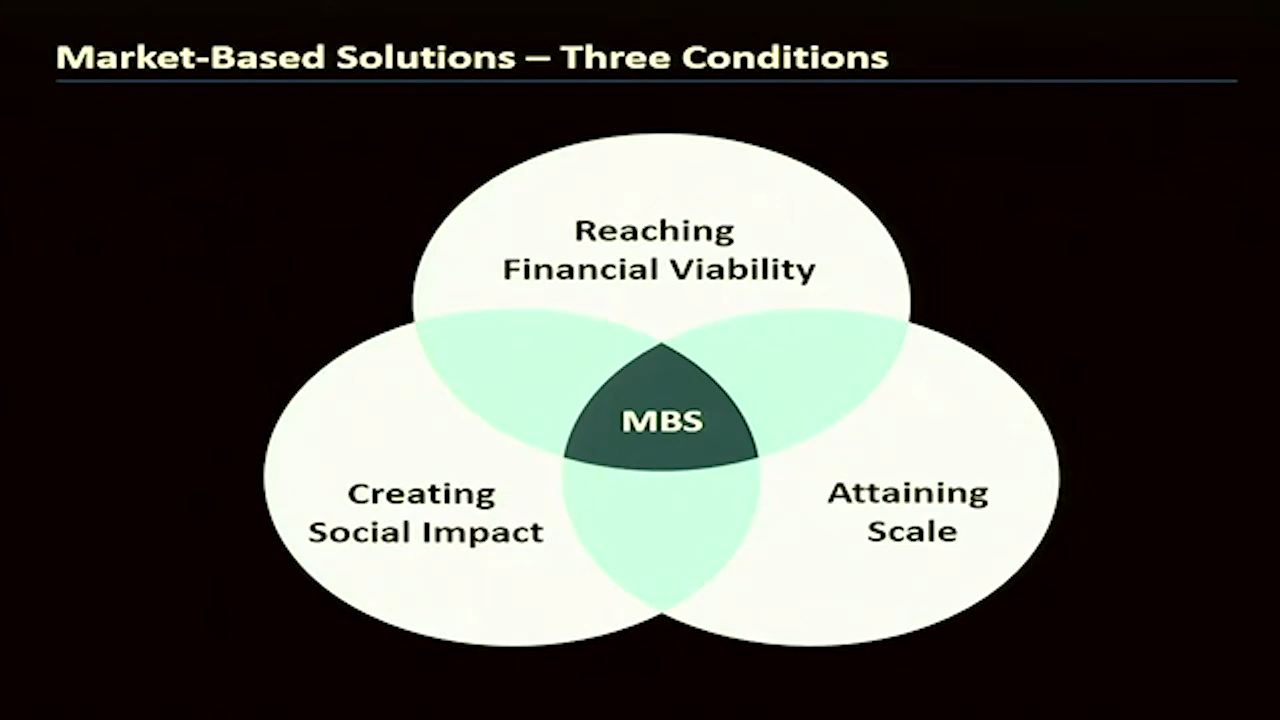 Market-Based Solutions – Three Conditions
Reaching
Financial Viability
MBS
Creating
Social Impact
Attaining
Scale